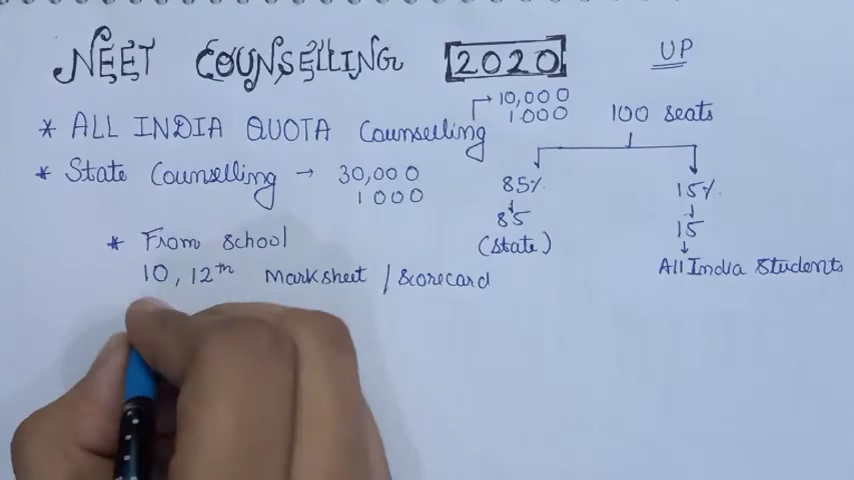 NEET COUNSELLING 2020 UP
* ALL INDIA QUOTA Counselling → 10,000
1000
100 seats
* State Counselling → 30,000
1000
85% 15%
85 15
(State) All India Students
* From school
10, 12th Marksheet / Scorecard